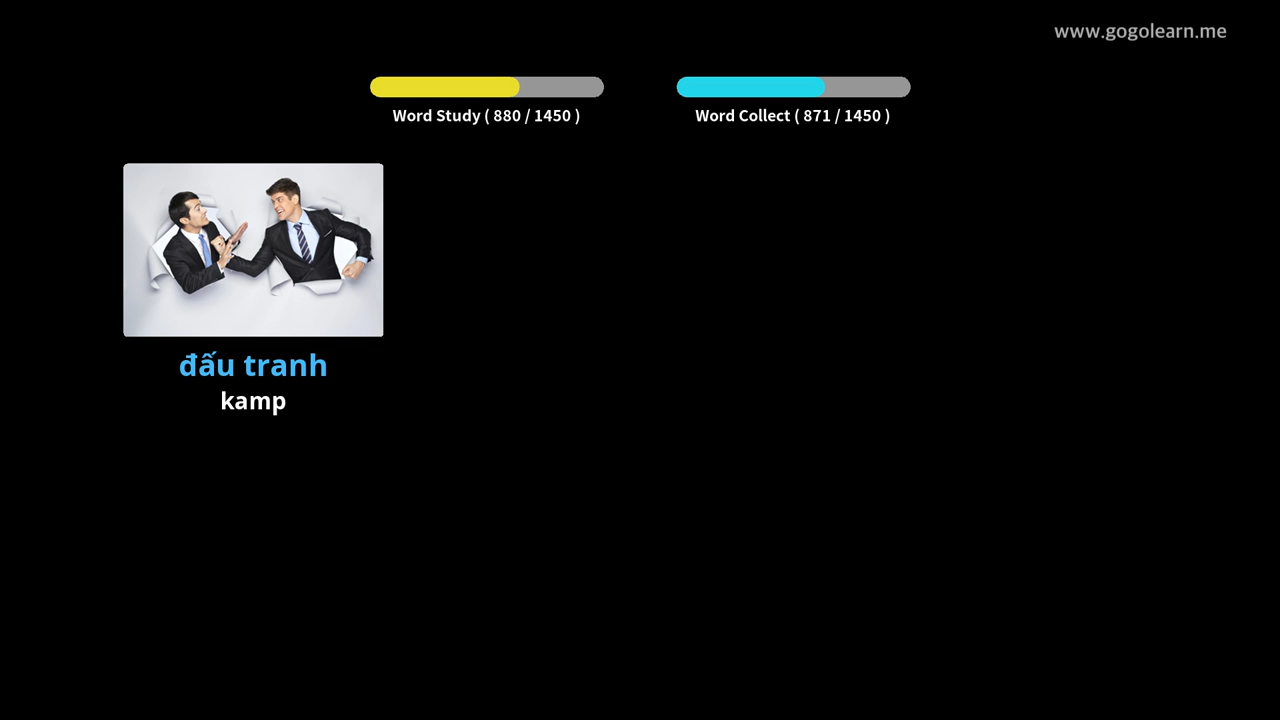 www.gogolearn.me
Word Study ( 880 / 1450 )
Word Collect ( 871 / 1450 )
đấu tranh
kamp